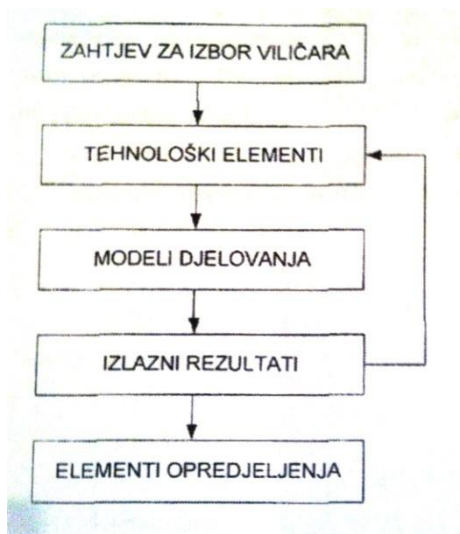 ZAHTJEV ZA IZBOR VILIČARA
TEHNOLOŠKI ELEMENTI
MODELI DJELOVANJA
IZLAZNI REZULTATI
ELEMENTI OPREDJELJENJA